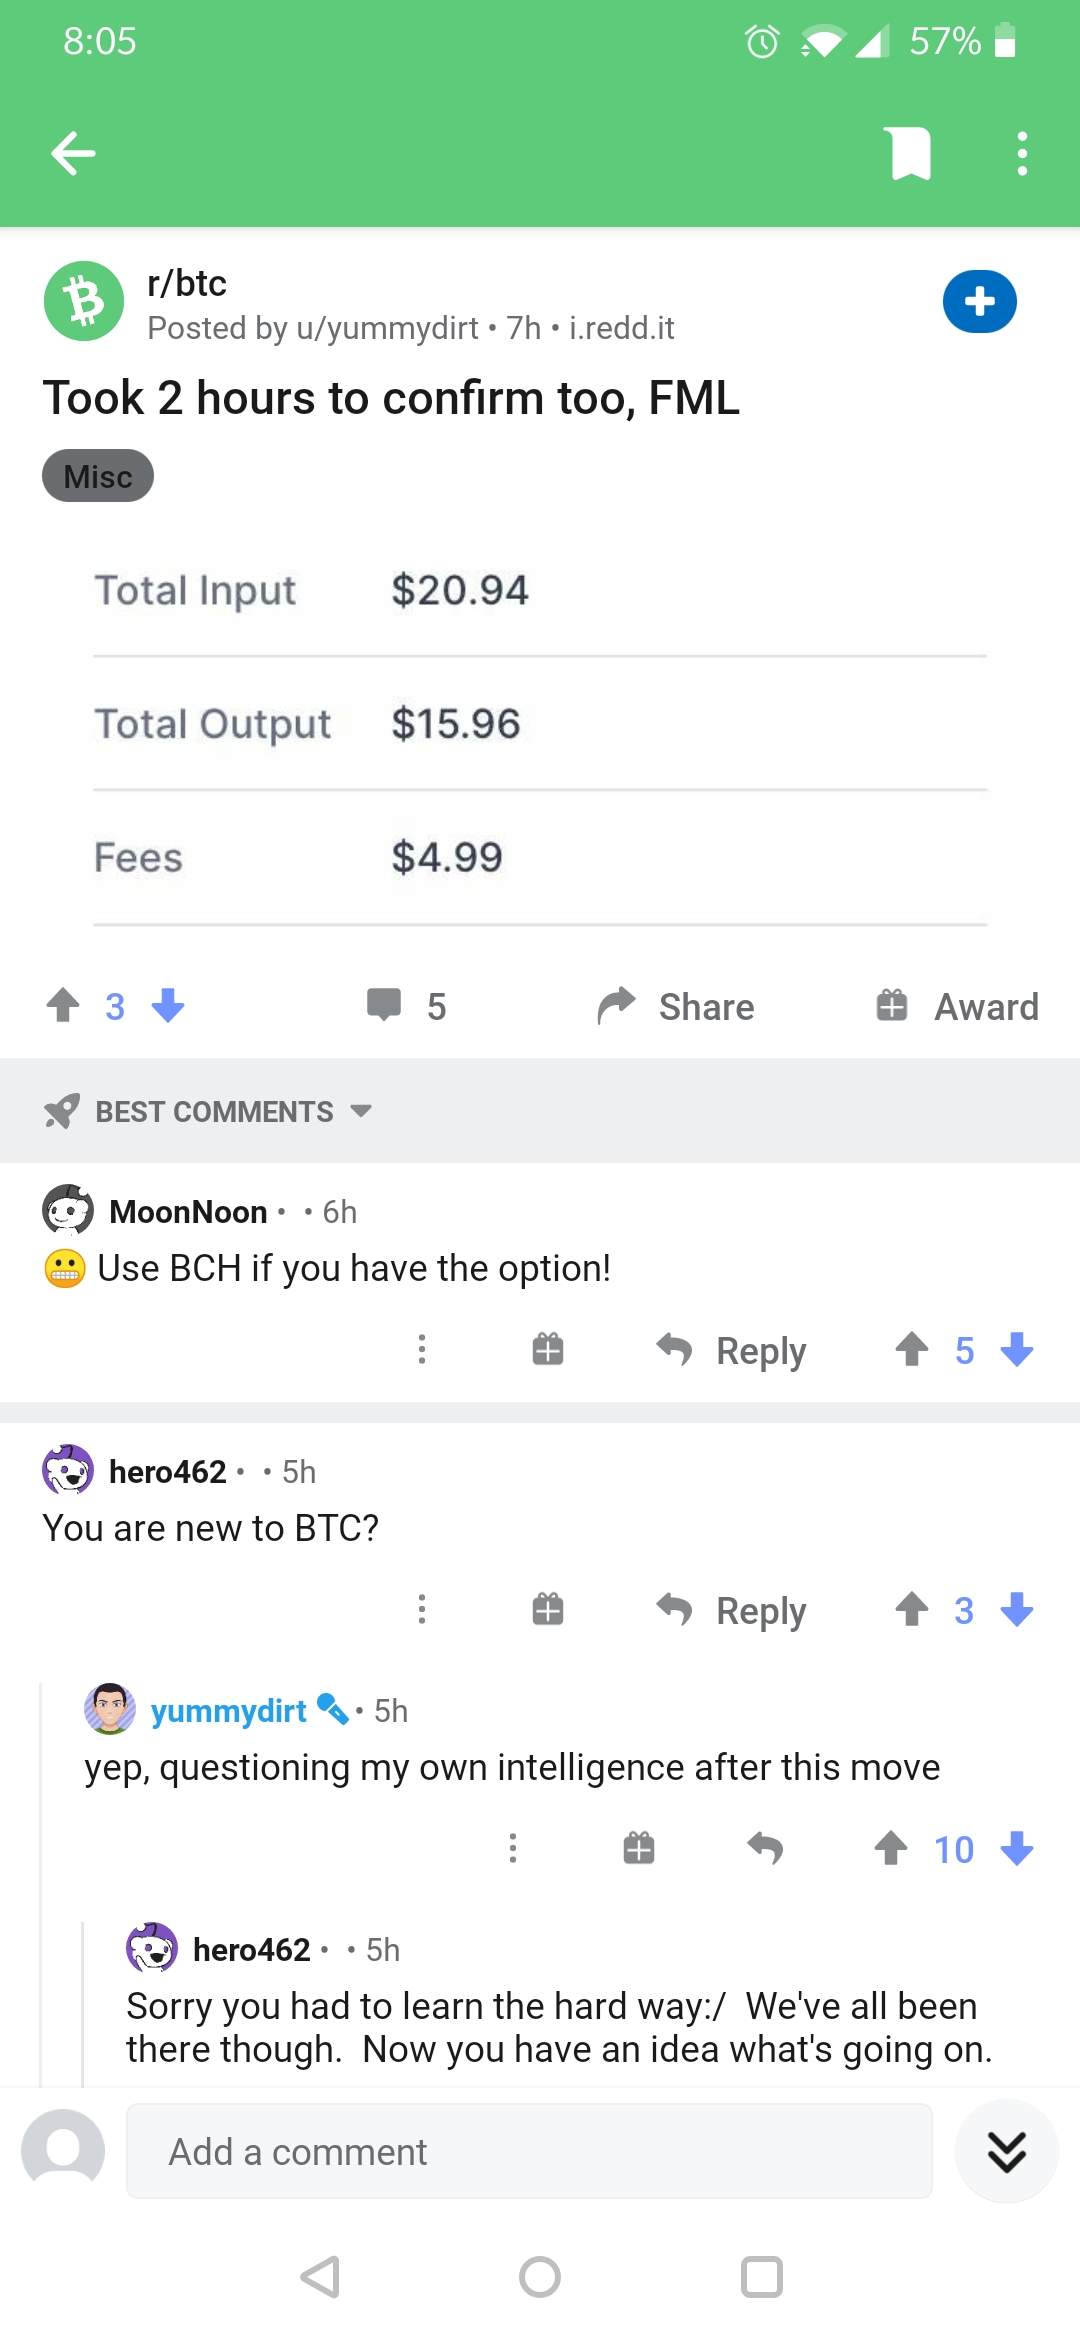 8:05
57%
r/btc
Posted by u/yummydirt • 7h • i.redd.it
Took 2 hours to confirm too, FML
Misc
Total Input $20.94
Total Output $15.96
Fees $4.99
3 5 Share Award
BEST COMMENTS
MoonNoon • • 6h
😬 Use BCH if you have the option!
Reply 5
hero462 • • 5h
You are new to BTC?
Reply 3
yummydirt • 5h
yep, questioning my own intelligence after this move
10
hero462 • • 5h
Sorry you had to learn the hard way:/  We've all been
there though.  Now you have an idea what's going on.
Add a comment